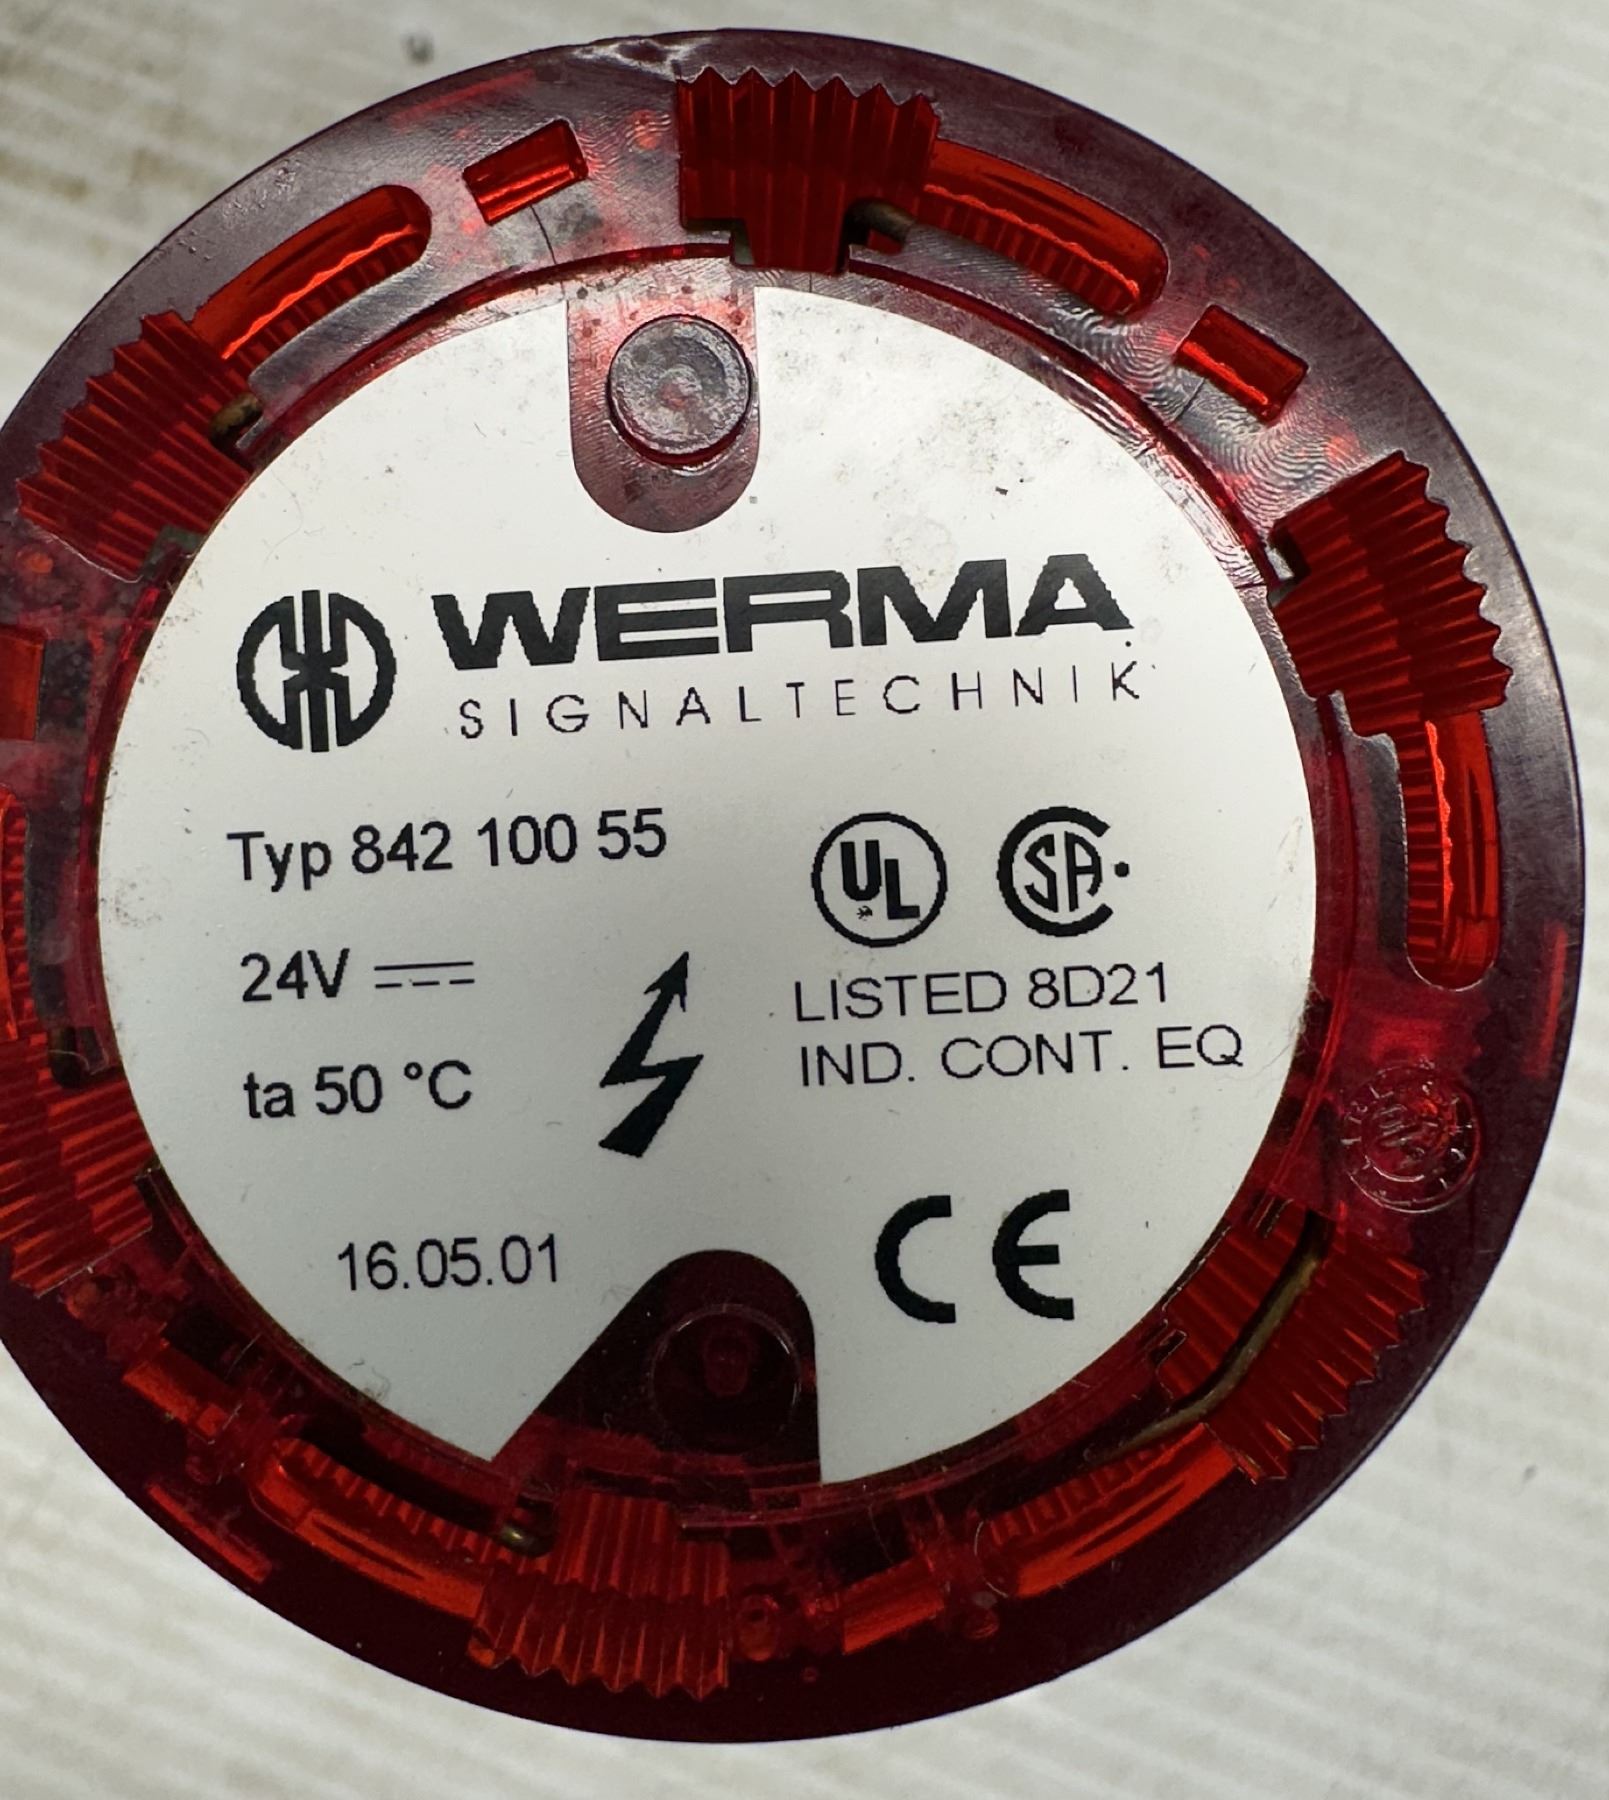 WERMA
SIGNALTECHNIK
Typ 842 100 55
24V
ta 50 °C
16.05.01
UL
SA
LISTED 8D21
IND. CONT. EQ
CE